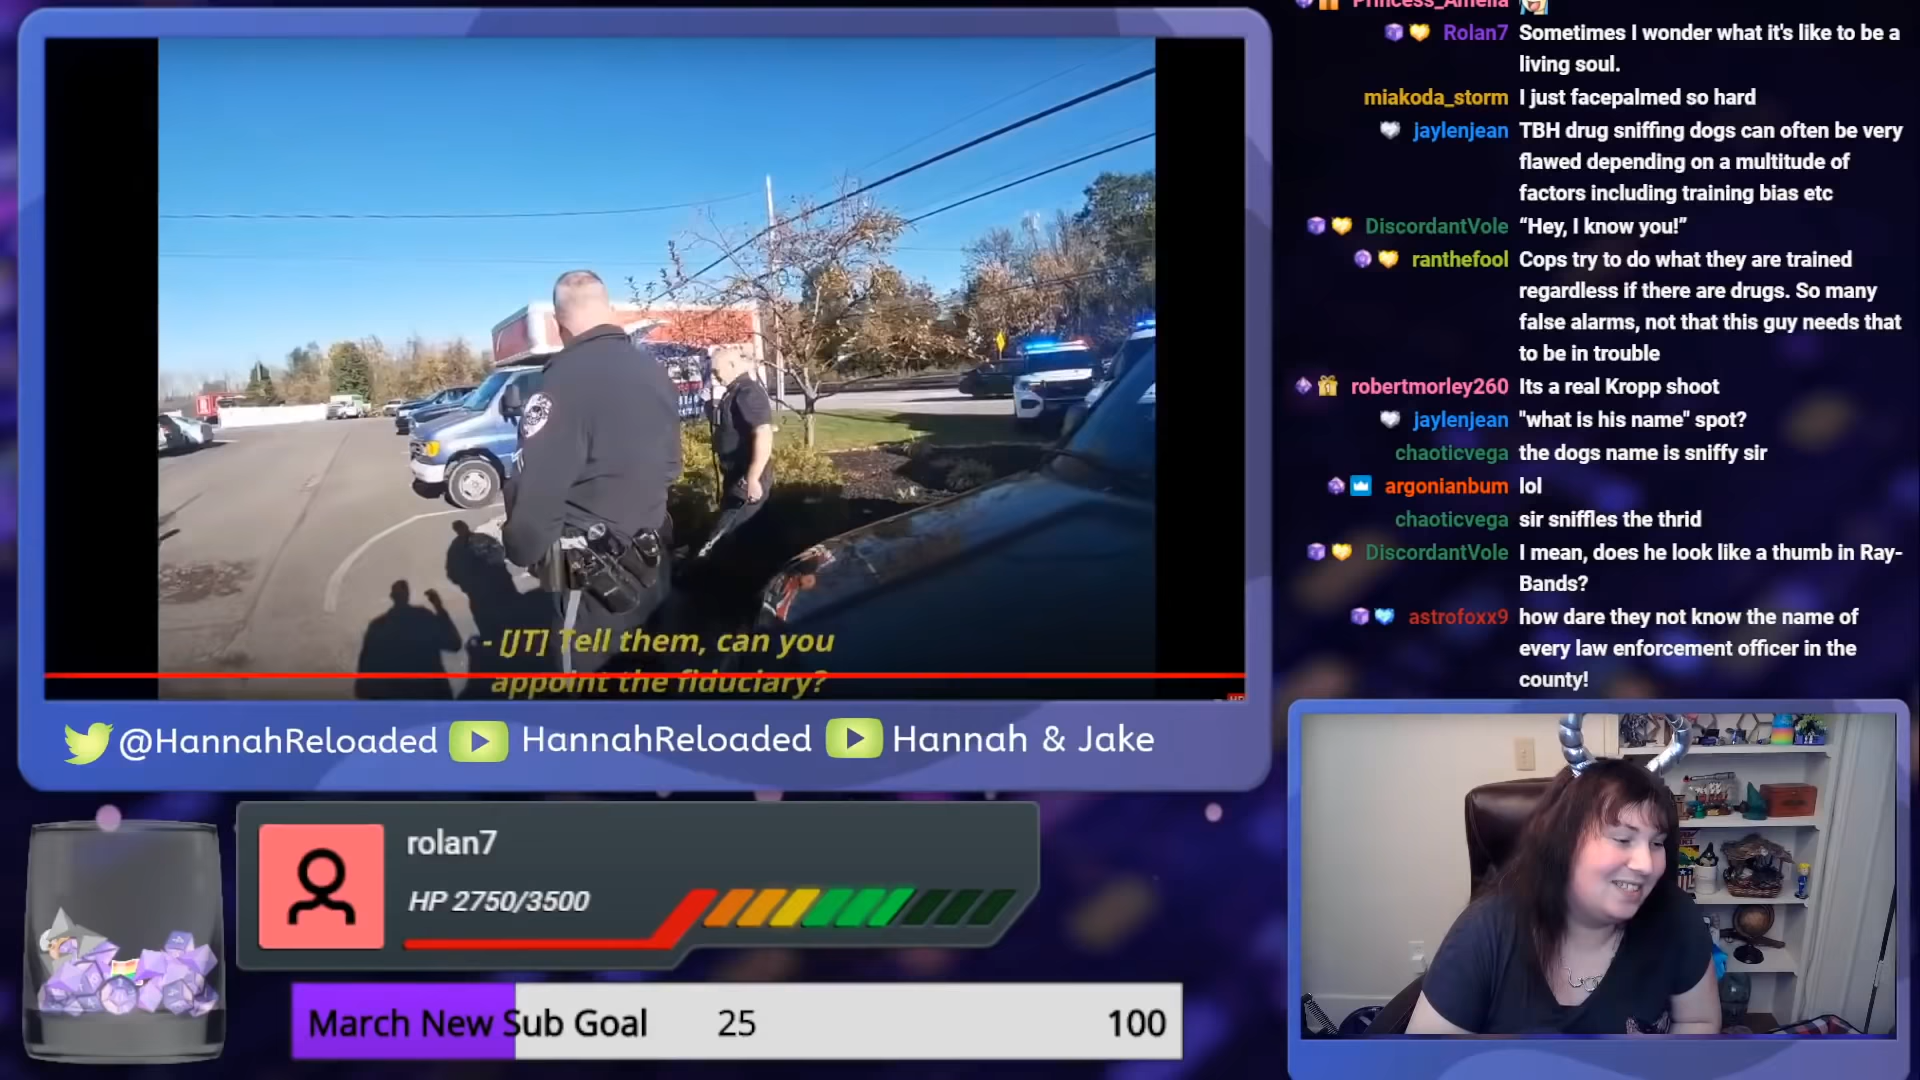 Princess_Amelia
Rolan7 Sometimes I wonder what it's like to be a
living soul.
miakoda_storm I just facepalmed so hard
jaylenjean TBH drug sniffing dogs can often be very
flawed depending on a multitude of
factors including training bias etc
DiscordantVole “Hey, I know you!”
ranthefool Cops try to do what they are trained
regardless if there are drugs. So many
false alarms, not that this guy needs that
to be in trouble
robertmorley260 Its a real Kropp shoot
jaylenjean "what is his name" spot?
chaoticvega the dogs name is sniffy sir
argonianbum lol
chaoticvega sir sniffles the thrid
DiscordantVole I mean, does he look like a thumb in Ray-
Bands?
astrofoxx9 how dare they not know the name of
every law enforcement officer in the
county!
- [JT] Tell them, can you
appoint the fiduciary?
HD
@HannahReloaded HannahReloaded Hannah & Jake
rolan7
HP 2750/3500
March New Sub Goal 25 100